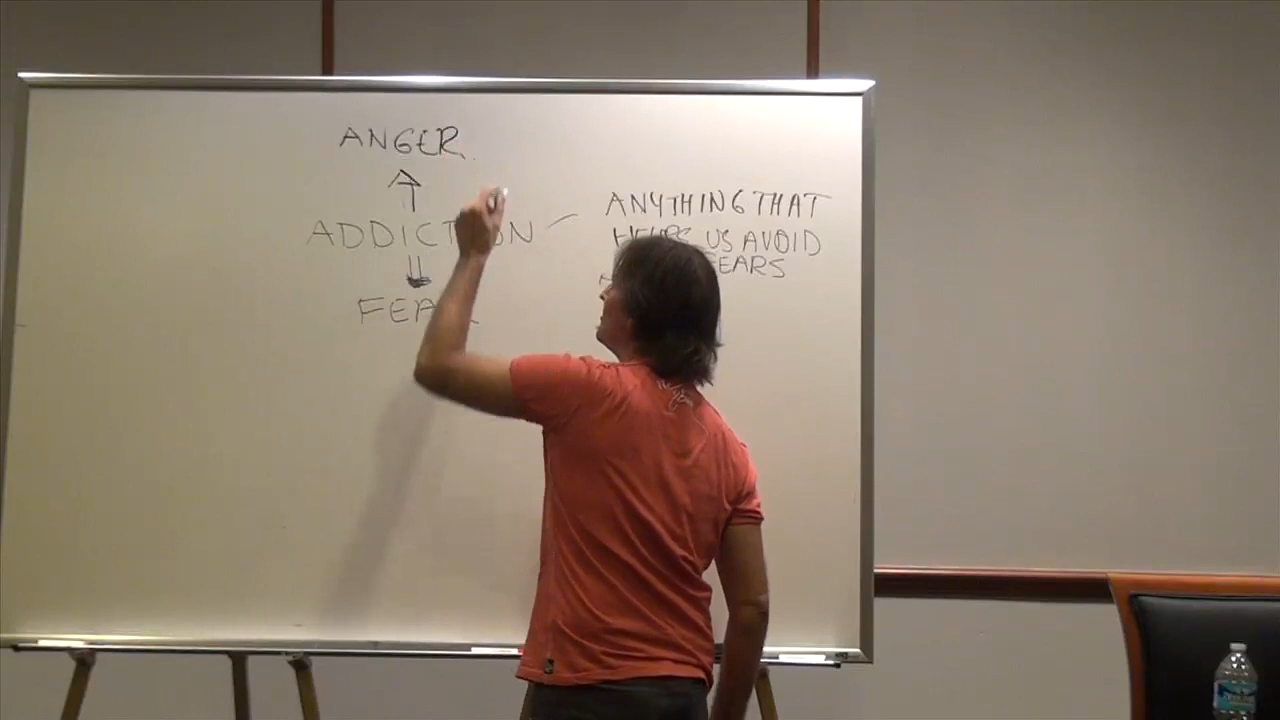 ANGER
ADDICTION
FEAR
ANYTHING THAT
HELPS US AVOID
FEARS